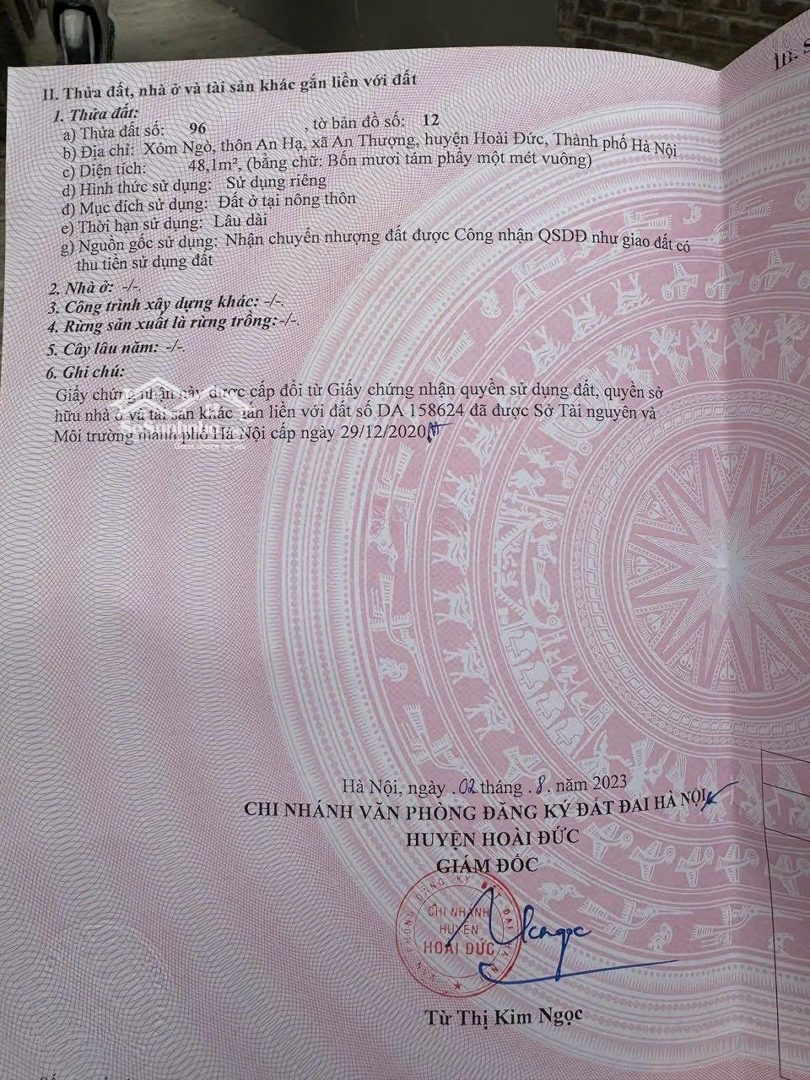 II. Thửa đất, nhà ở và tài sản khác gắn liền với đất
1. Thửa đất:
a) Thửa đất số: 96 , tờ bản đồ số: 12
b) Địa chỉ: Xóm Ngò, thôn An Hạ, xã An Thượng, huyện Hoài Đức, Thành phố Hà Nội
c) Diện tích: 48,1m², (bằng chữ: Bốn mươi tám phẩy một mét vuông)
d) Hình thức sử dụng: Sử dụng riêng
đ) Mục đích sử dụng: Đất ở tại nông thôn
e) Thời hạn sử dụng: Lâu dài
g) Nguồn gốc sử dụng: Nhận chuyển nhượng đất được Công nhận QSDĐ như giao đất có
thu tiền sử dụng đất
2. Nhà ở: -/-.
3. Công trình xây dựng khác: -/-.
4. Rừng sản xuất là rừng trồng:-/-.
5. Cây lâu năm: -/-.
6. Ghi chú:
Giấy chứng nhận này được cấp đổi từ Giấy chứng nhận quyền sử dụng đất, quyền sở
hữu nhà ở và tài sản khác gắn liền với đất số DA 158624 đã được Sở Tài nguyên và
Môi trường thành phố Hà Nội cấp ngày 29/12/2020
Hà Nội, ngày .02 tháng .8. năm 2023
CHI NHÁNH VĂN PHÒNG ĐĂNG KÝ ĐẤT ĐAI HÀ NỘI
HUYỆN HOÀI ĐỨC
GIÁM ĐỐC
VĂN PHÒNG ĐĂNG KÝ ĐẤT ĐAI HÀ NỘI
CHI NHÁNH
HUYỆN
HOÀI ĐỨC
Từ Thị Kim Ngọc
III. S